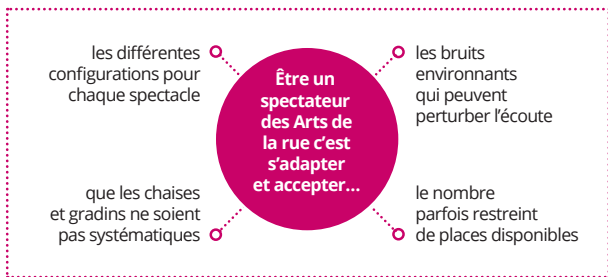 Être un
spectateur
des Arts de
la rue c'est
s'adapter
et accepter...
les différentes
configurations pour
chaque spectacle
les bruits
environnants
qui peuvent
perturber l'écoute
que les chaises
et gradins ne soient
pas systématiques
le nombre
parfois restreint
de places disponibles